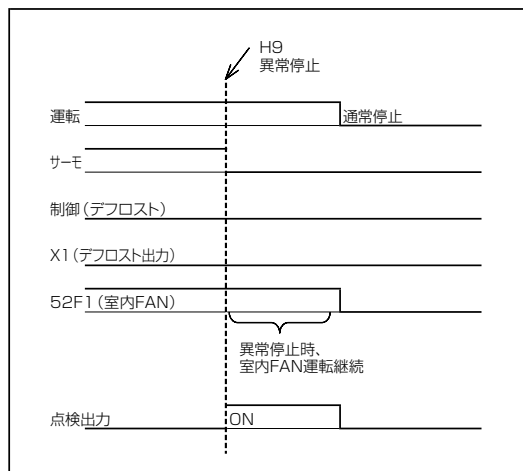 H9
異常停止
運転
通常停止
サーモ
制御(デフロスト)
X1(デフロスト出力)
52F1(室内FAN)
異常停止時、
室内FAN運転継続
点検出力
ON